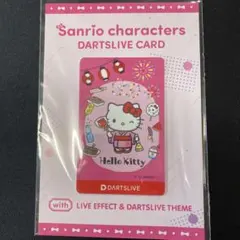 Sanrio characters
DARTSLIVE CARD
Hello Kitty
DARTSLIVE
with LIVE EFFECT & DARTSLIVE THEME